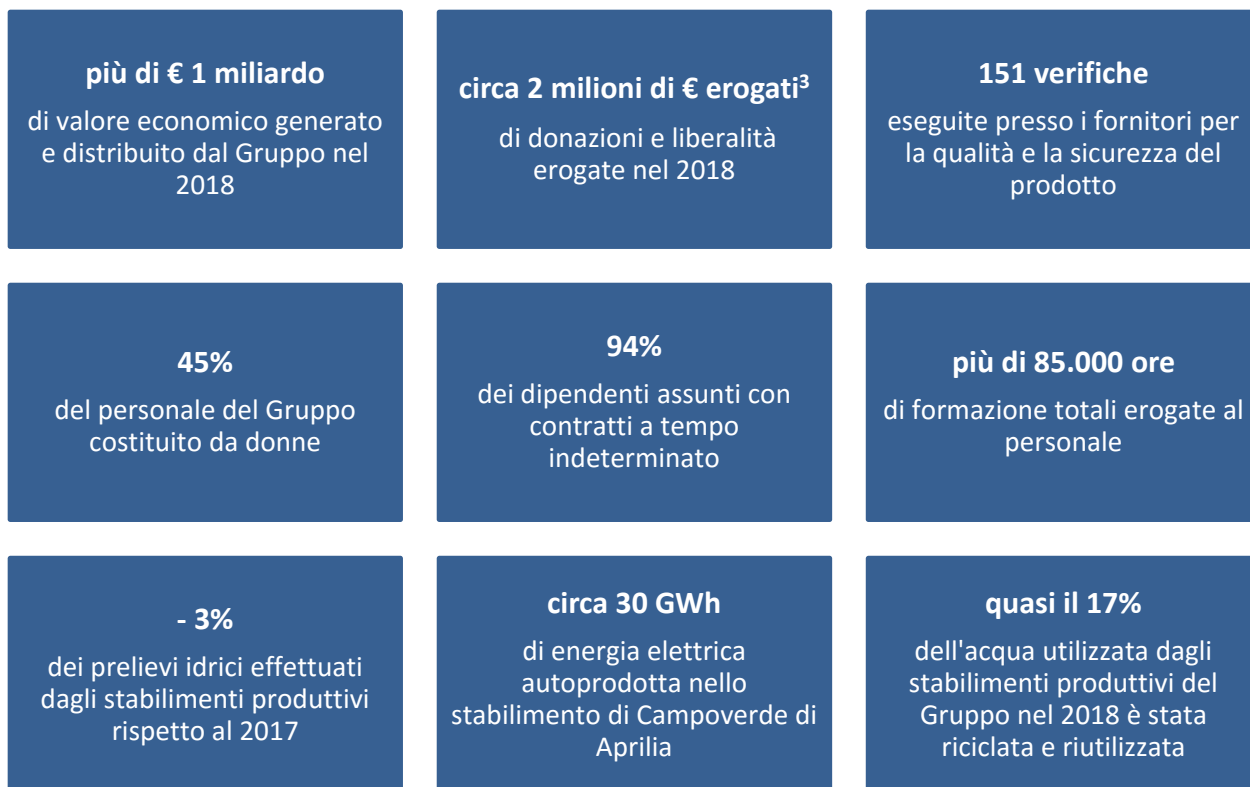 più di € 1 miliardo
di valore economico generato
e distribuito dal Gruppo nel
2018
circa 2 milioni di € erogati³
di donazioni e liberalità
erogate nel 2018
151 verifiche
eseguite presso i fornitori per
la qualità e la sicurezza del
prodotto
45%
del personale del Gruppo
costituito da donne
94%
dei dipendenti assunti con
contratti a tempo
indeterminato
più di 85.000 ore
di formazione totali erogate al
personale
- 3%
dei prelievi idrici effettuati
dagli stabilimenti produttivi
rispetto al 2017
circa 30 GWh
di energia elettrica
autoprodotta nello
stabilimento di Campoverde di
Aprilia
quasi il 17%
dell'acqua utilizzata dagli
stabilimenti produttivi del
Gruppo nel 2018 è stata
riciclata e riutilizzata